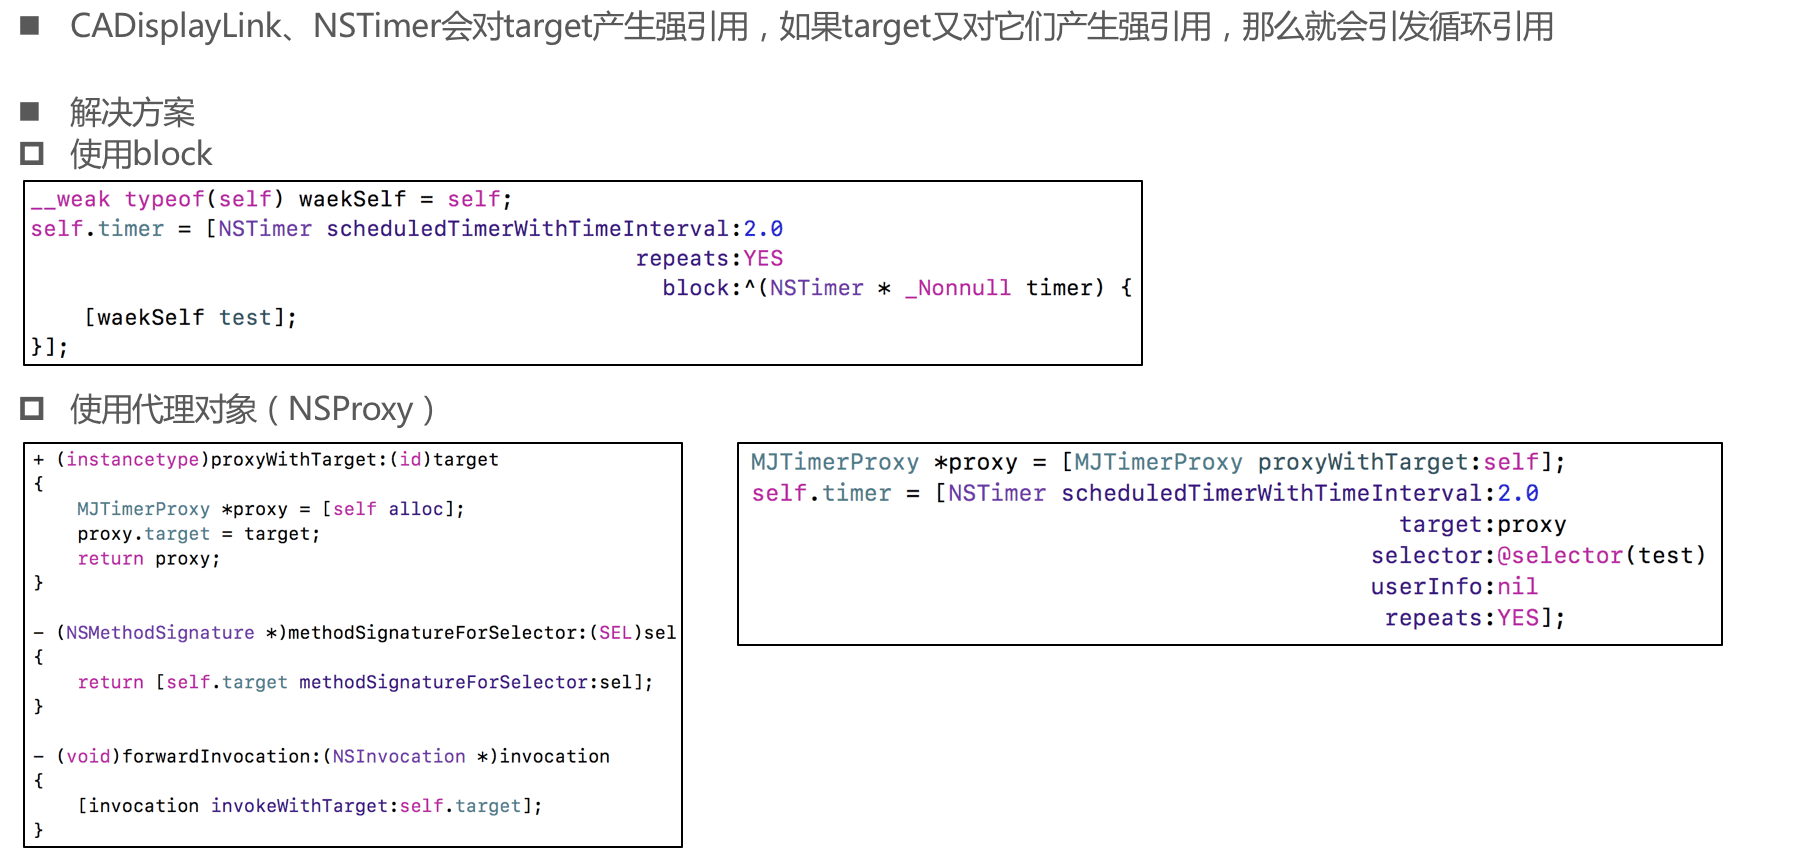 CADisplayLink、NSTimer会对target产生强引用，如果target又对它们产生强引用，那么就会引发循环引用
解决方案
使用block
__weak typeof(self) waekSelf = self;
self.timer = [NSTimer scheduledTimerWithTimeInterval:2.0
repeats:YES
block:^(NSTimer * _Nonnull timer) {
[waekSelf test];
}];
使用代理对象（NSProxy）
+ (instancetype)proxyWithTarget:(id)target
{
MJTimerProxy *proxy = [self alloc];
proxy.target = target;
return proxy;
}
- (NSMethodSignature *)methodSignatureForSelector:(SEL)sel
{
return [self.target methodSignatureForSelector:sel];
}
- (void)forwardInvocation:(NSInvocation *)invocation
{
[invocation invokeWithTarget:self.target];
}
MJTimerProxy *proxy = [MJTimerProxy proxyWithTarget:self];
self.timer = [NSTimer scheduledTimerWithTimeInterval:2.0
target:proxy
selector:@selector(test)
userInfo:nil
repeats:YES];